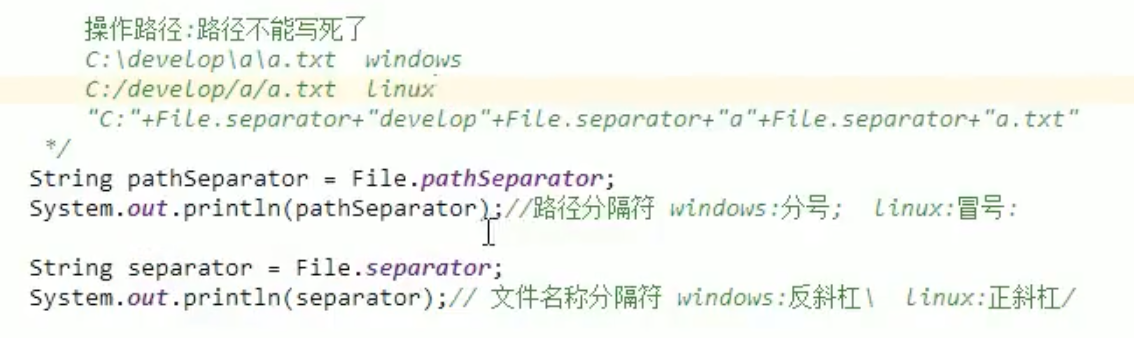 操作路径:路径不能写死了
C:\develop\a\a.txt  windows
C:/develop/a/a.txt  linux
"C:"+File.separator+"develop"+File.separator+"a"+File.separator+"a.txt"
*/
String pathSeparator = File.pathSeparator;
System.out.println(pathSeparator);//路径分隔符 windows:分号;  linux:冒号:
String separator = File.separator;
System.out.println(separator);// 文件名称分隔符 windows:反斜杠\  linux:正斜杠/